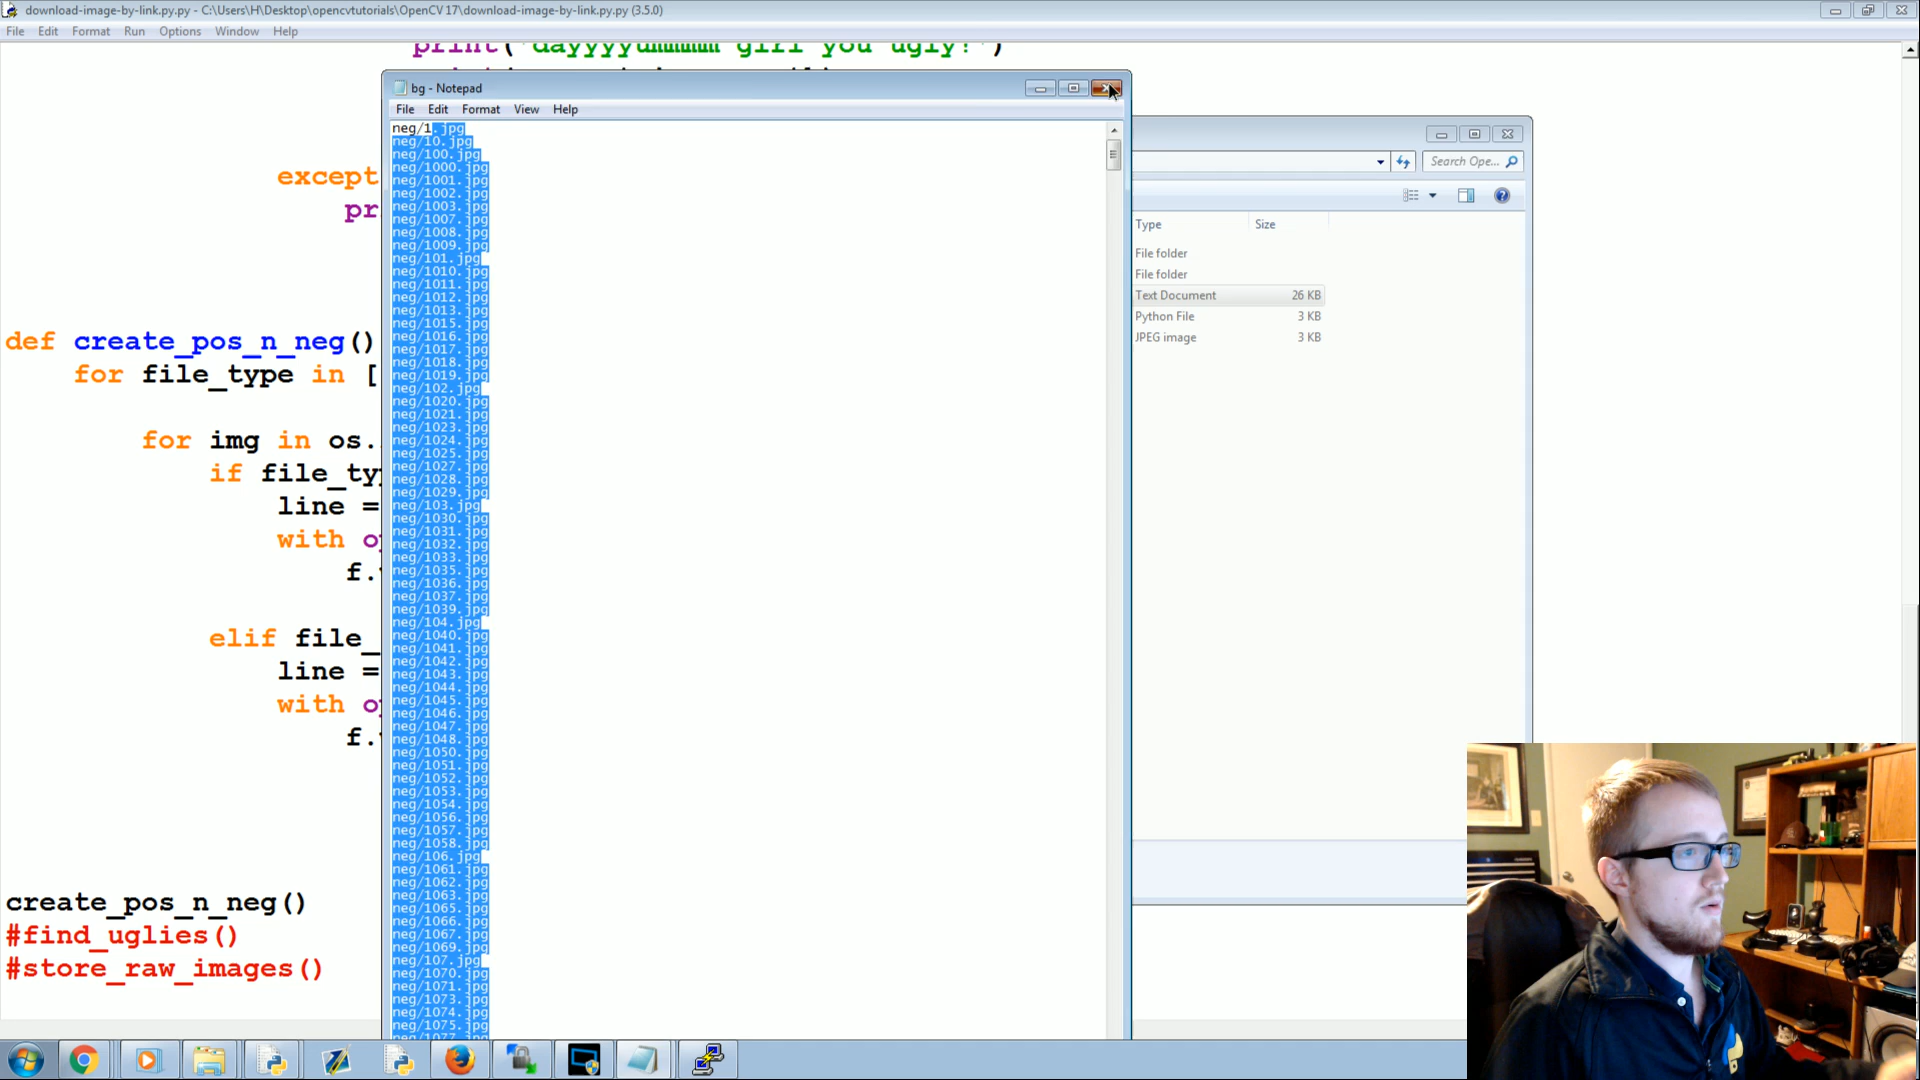 download-image-by-link.py.py - C:\Users\H\Desktop\opencvtutorials\OpenCV 17\download-image-by-link.py.py (3.5.0)
File Edit Format Run Options Window Help
print('dayyyyummmm girl you ugly!')
bg - Notepad
File Edit Format View Help
neg/1.jpg
neg/10.jpg
neg/100.jpg
neg/1000.jpg
neg/1001.jpg
neg/1002.jpg
neg/1003.jpg
neg/1007.jpg
neg/1008.jpg
neg/1009.jpg
neg/101.jpg
neg/1010.jpg
neg/1011.jpg
neg/1012.jpg
neg/1013.jpg
neg/1015.jpg
neg/1016.jpg
neg/1017.jpg
neg/1018.jpg
neg/1019.jpg
neg/102.jpg
neg/1020.jpg
neg/1021.jpg
neg/1023.jpg
neg/1024.jpg
neg/1025.jpg
neg/1027.jpg
neg/1028.jpg
neg/1029.jpg
neg/103.jpg
neg/1030.jpg
neg/1031.jpg
neg/1032.jpg
neg/1033.jpg
neg/1035.jpg
neg/1036.jpg
neg/1037.jpg
neg/1039.jpg
neg/104.jpg
neg/1040.jpg
neg/1041.jpg
neg/1042.jpg
neg/1043.jpg
neg/1044.jpg
neg/1045.jpg
neg/1046.jpg
neg/1047.jpg
neg/1048.jpg
neg/1050.jpg
neg/1051.jpg
neg/1052.jpg
neg/1053.jpg
neg/1054.jpg
neg/1056.jpg
neg/1057.jpg
neg/1058.jpg
neg/106.jpg
neg/1061.jpg
neg/1062.jpg
neg/1063.jpg
neg/1065.jpg
neg/1066.jpg
neg/1067.jpg
neg/1069.jpg
neg/107.jpg
neg/1070.jpg
neg/1071.jpg
neg/1073.jpg
neg/1074.jpg
neg/1075.jpg
neg/1077.jpg
except
pr
def create_pos_n_neg()
for file_type in [
for img in os.
if file_ty
line =
with o
f.
elif file_
line =
with o
f.
create_pos_n_neg()
#find_uglies()
#store_raw_images()
Search Ope...
Type Size
File folder
File folder
Text Document 26 KB
Python File 3 KB
JPEG image 3 KB